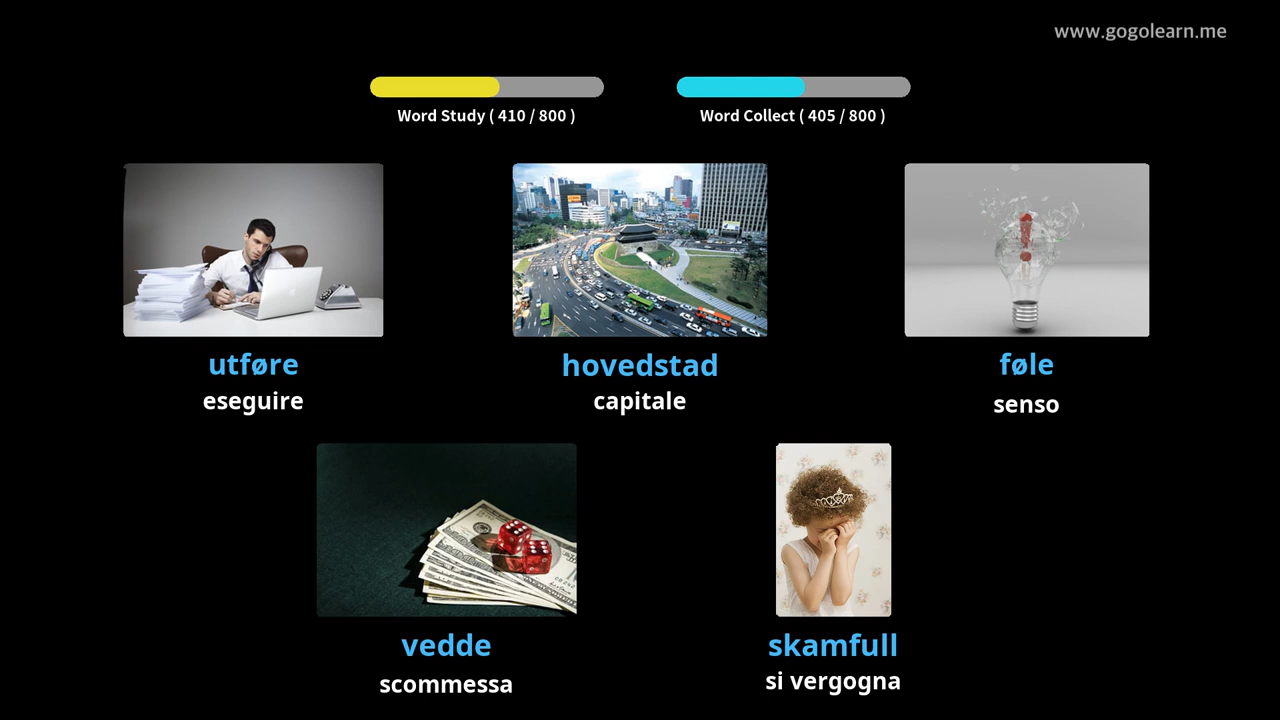 www.gogolearn.me
Word Study ( 410 / 800 )
Word Collect ( 405 / 800 )
utføre
eseguire
hovedstad
capitale
føle
senso
vedde
scommessa
skamfull
si vergogna